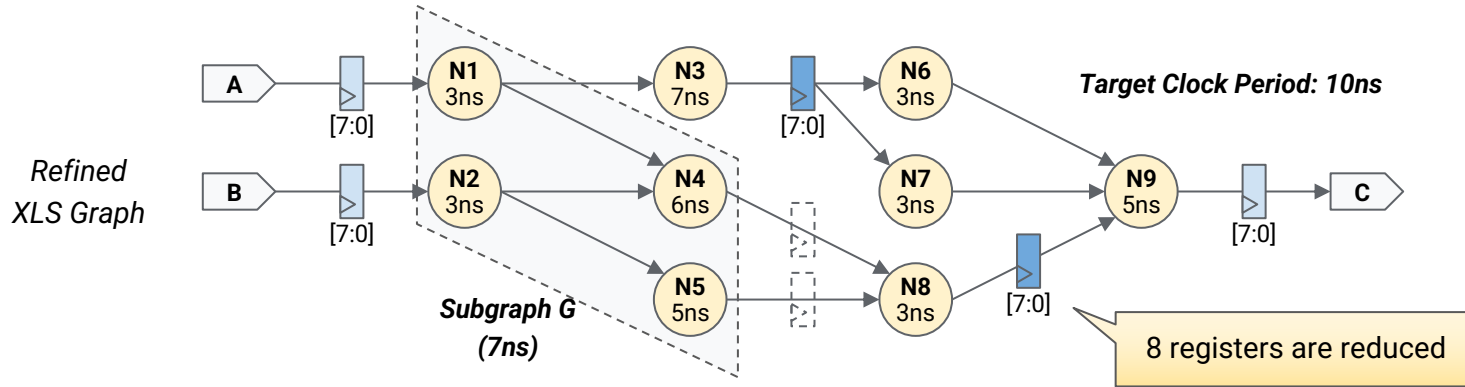 A
[7:0]
N1
3ns
N3
7ns
[7:0]
N6
3ns
Target Clock Period: 10ns
Refined
XLS Graph
B
[7:0]
N2
3ns
N4
6ns
N7
3ns
N9
5ns
[7:0]
C
Subgraph G
(7ns)
N5
5ns
N8
3ns
[7:0]
8 registers are reduced